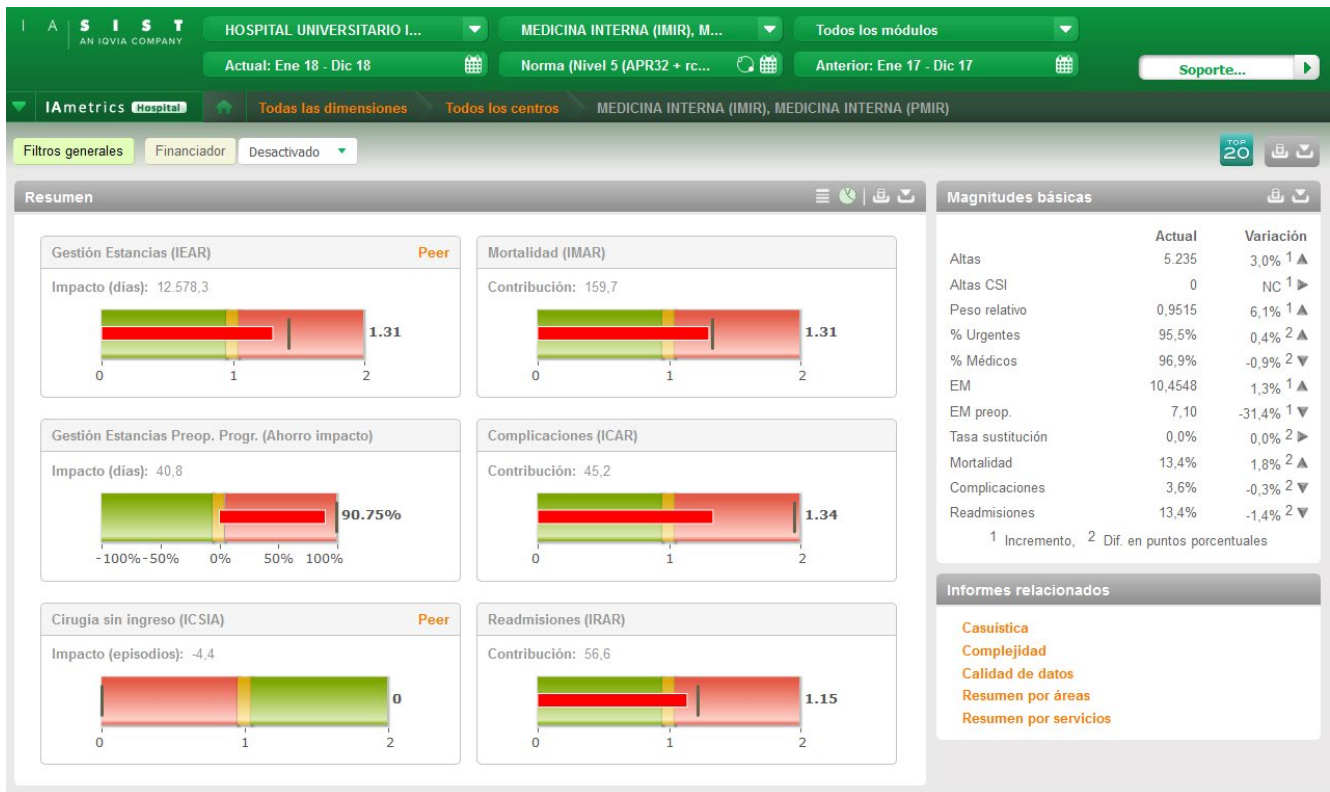 I A S I S T
AN IQVIA COMPANY
HOSPITAL UNIVERSITARIO I...
MEDICINA INTERNA (IMIR), M...
Todos los módulos
Actual: Ene 18 - Dic 18
Norma (Nivel 5 (APR32 + rc...
Anterior: Ene 17 - Dic 17
Soporte...
IAmetrics Hospital
Todas las dimensiones
Todos los centros
MEDICINA INTERNA (IMIR), MEDICINA INTERNA (PMIR)
Filtros generales
Financiador
Desactivado
TOP 20
Resumen
Gestión Estancias (IEAR) Peer
Impacto (días): 12.578,3
1.31
0 1 2
Mortalidad (IMAR)
Contribución: 159,7
1.31
0 1 2
Gestión Estancias Preop. Progr. (Ahorro impacto)
Impacto (días): 40,8
90.75%
-100% -50% 0% 50% 100%
Complicaciones (ICAR)
Contribución: 45,2
1.34
0 1 2
Cirugía sin ingreso (ICSIA) Peer
Impacto (episodios): -4,4
0
0 1 2
Readmisiones (IRAR)
Contribución: 56,6
1.15
0 1 2
Magnitudes básicas
Actual Variación
Altas 5.235 3,0% 1
Altas CSI 0 NC 1
Peso relativo 0,9515 6,1% 1
% Urgentes 95,5% 0,4% 2
% Médicos 96,9% -0,9% 2
EM 10,4548 1,3% 1
EM preop. 7,10 -31,4% 1
Tasa sustitución 0,0% 0,0% 2
Mortalidad 13,4% 1,8% 2
Complicaciones 3,6% -0,3% 2
Readmisiones 13,4% -1,4% 2
1 Incremento, 2 Dif. en puntos porcentuales
Informes relacionados
Casuística
Complejidad
Calidad de datos
Resumen por áreas
Resumen por servicios